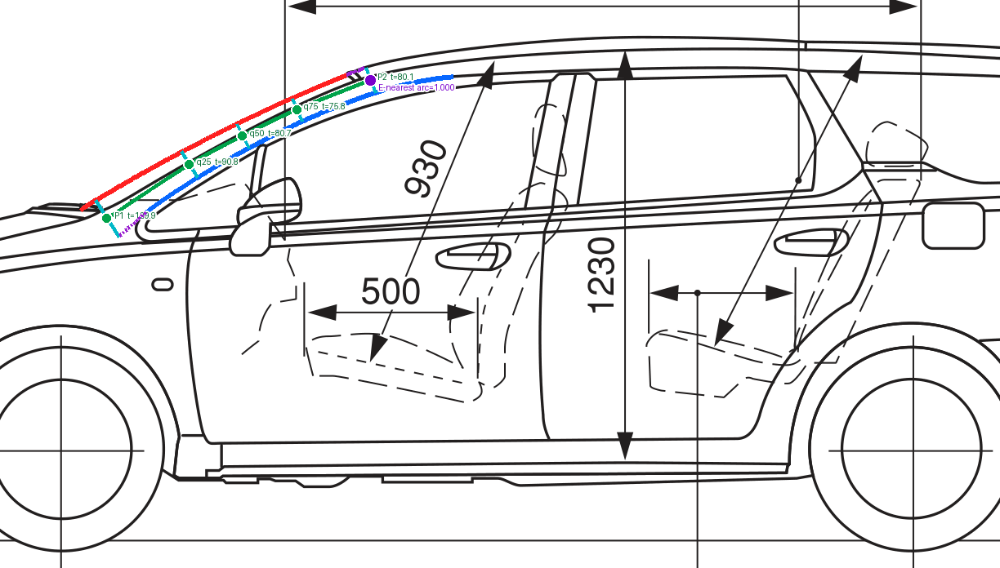 P2 t=80.1
E-nearest arc=1.000
q75 t=75.8
q50 t=80.7
q25 t=90.8
930
1230
500